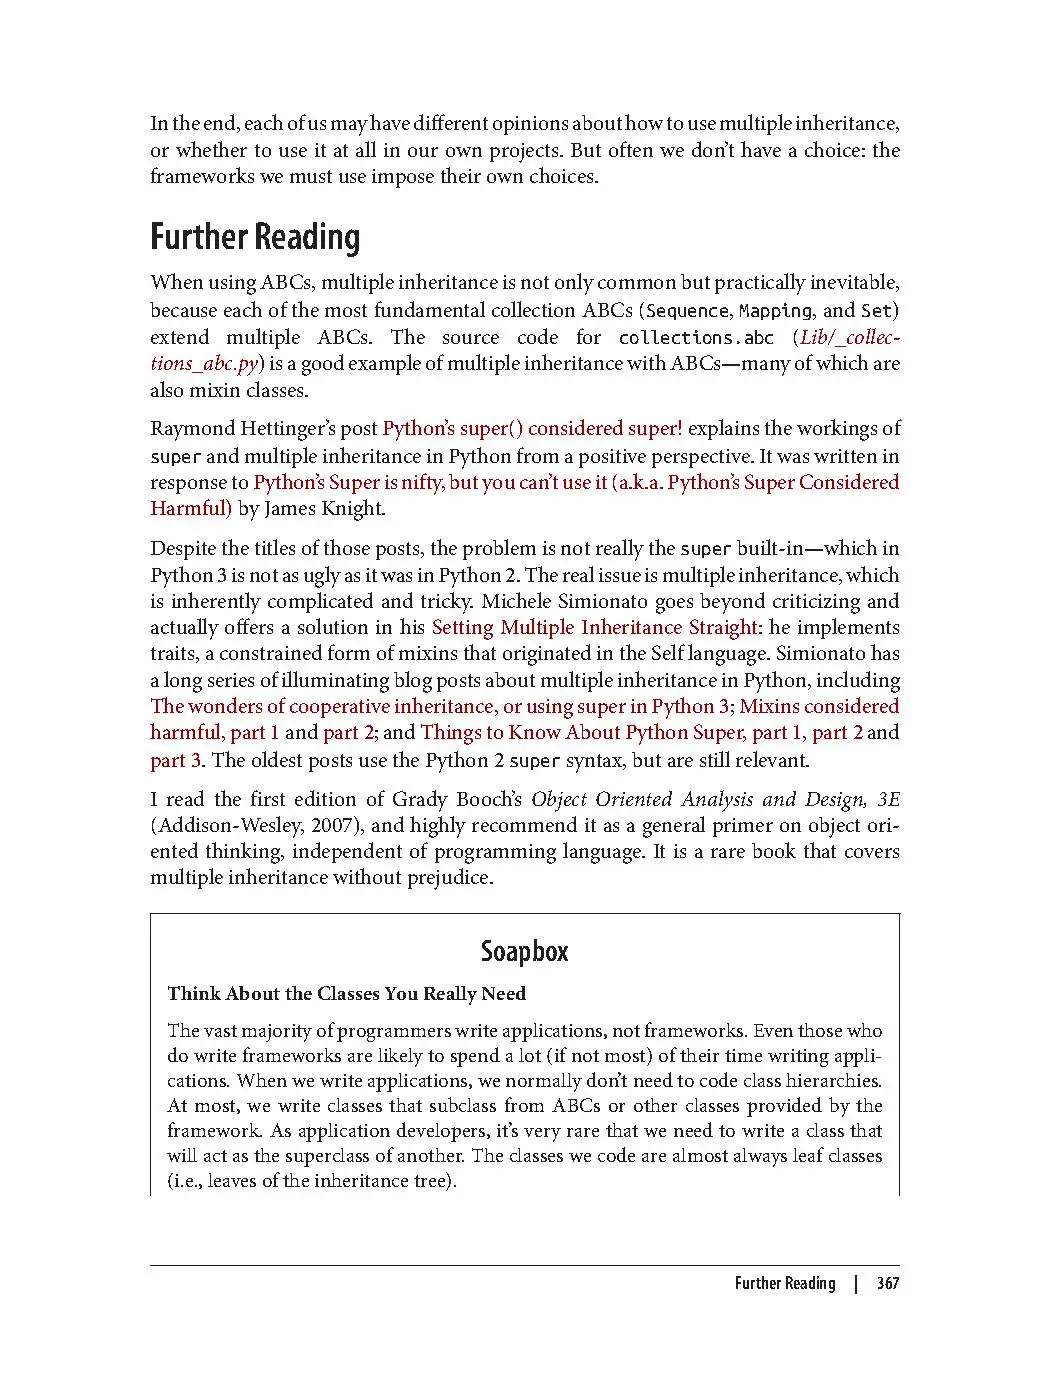 In the end, each of us may have different opinions about how to use multiple inheritance,
or whether to use it at all in our own projects. But often we don’t have a choice: the
frameworks we must use impose their own choices.
Further Reading
When using ABCs, multiple inheritance is not only common but practically inevitable,
because each of the most fundamental collection ABCs (Sequence, Mapping, and Set)
extend multiple ABCs. The source code for collections.abc (Lib/_collec-
tions_abc.py) is a good example of multiple inheritance with ABCs—many of which are
also mixin classes.
Raymond Hettinger’s post Python’s super() considered super! explains the workings of
super and multiple inheritance in Python from a positive perspective. It was written in
response to Python’s Super is nifty, but you can’t use it (a.k.a. Python’s Super Considered
Harmful) by James Knight.
Despite the titles of those posts, the problem is not really the super built-in—which in
Python 3 is not as ugly as it was in Python 2. The real issue is multiple inheritance, which
is inherently complicated and tricky. Michele Simionato goes beyond criticizing and
actually offers a solution in his Setting Multiple Inheritance Straight: he implements
traits, a constrained form of mixins that originated in the Self language. Simionato has
a long series of illuminating blog posts about multiple inheritance in Python, including
The wonders of cooperative inheritance, or using super in Python 3; Mixins considered
harmful, part 1 and part 2; and Things to Know About Python Super, part 1, part 2 and
part 3. The oldest posts use the Python 2 super syntax, but are still relevant.
I read the first edition of Grady Booch’s Object Oriented Analysis and Design, 3E
(Addison-Wesley, 2007), and highly recommend it as a general primer on object ori-
ented thinking, independent of programming language. It is a rare book that covers
multiple inheritance without prejudice.
Soapbox
Think About the Classes You Really Need
The vast majority of programmers write applications, not frameworks. Even those who
do write frameworks are likely to spend a lot (if not most) of their time writing appli-
cations. When we write applications, we normally don’t need to code class hierarchies.
At most, we write classes that subclass from ABCs or other classes provided by the
framework. As application developers, it’s very rare that we need to write a class that
will act as the superclass of another. The classes we code are almost always leaf classes
(i.e., leaves of the inheritance tree).
Further Reading | 367